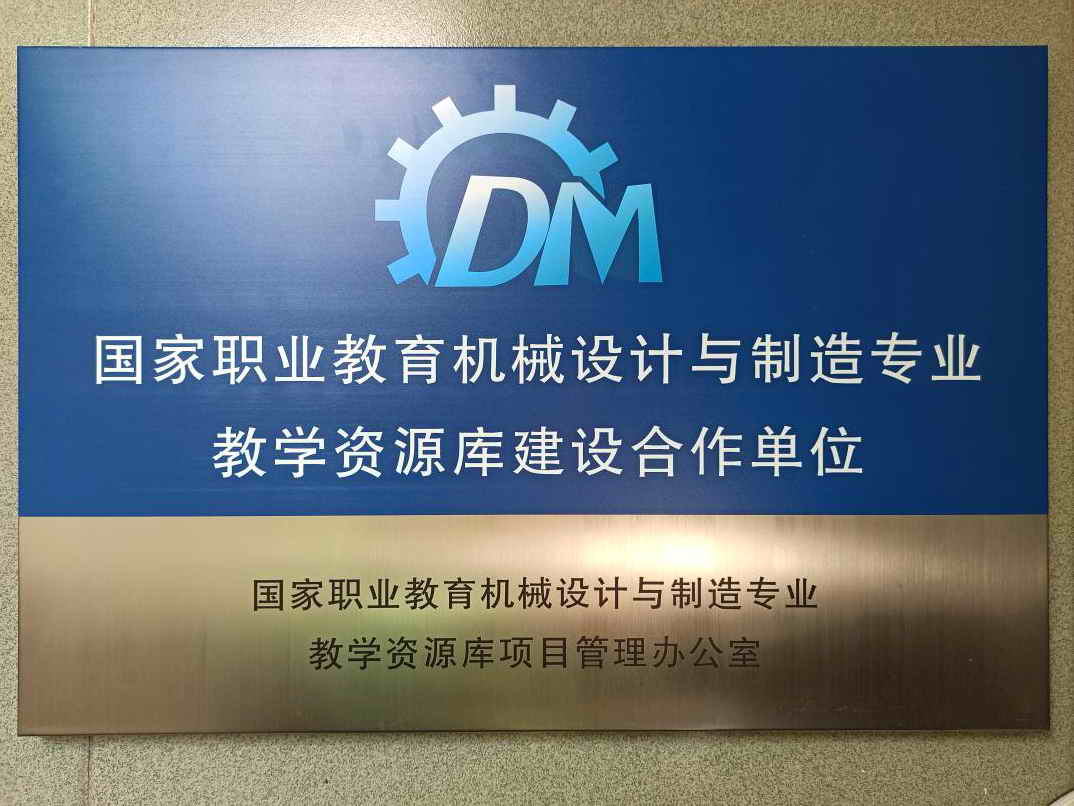 DM
国家职业教育机械设计与制造专业
教学资源库建设合作单位
国家职业教育机械设计与制造专业
教学资源库项目管理办公室